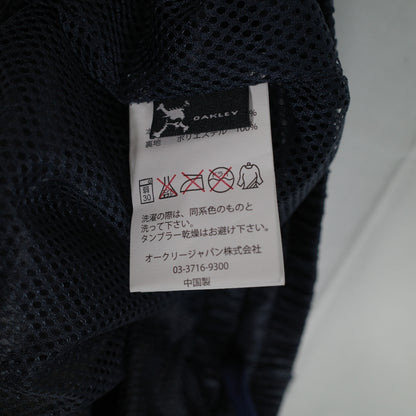 OAKLEY
%
裏地 ポリエステル 100%
弱
30
洗濯の際は、同系色のものと
洗って下さい。
タンブラー乾燥はお避け下さい。
オークリージャパン株式会社
03-3716-9300
中国製